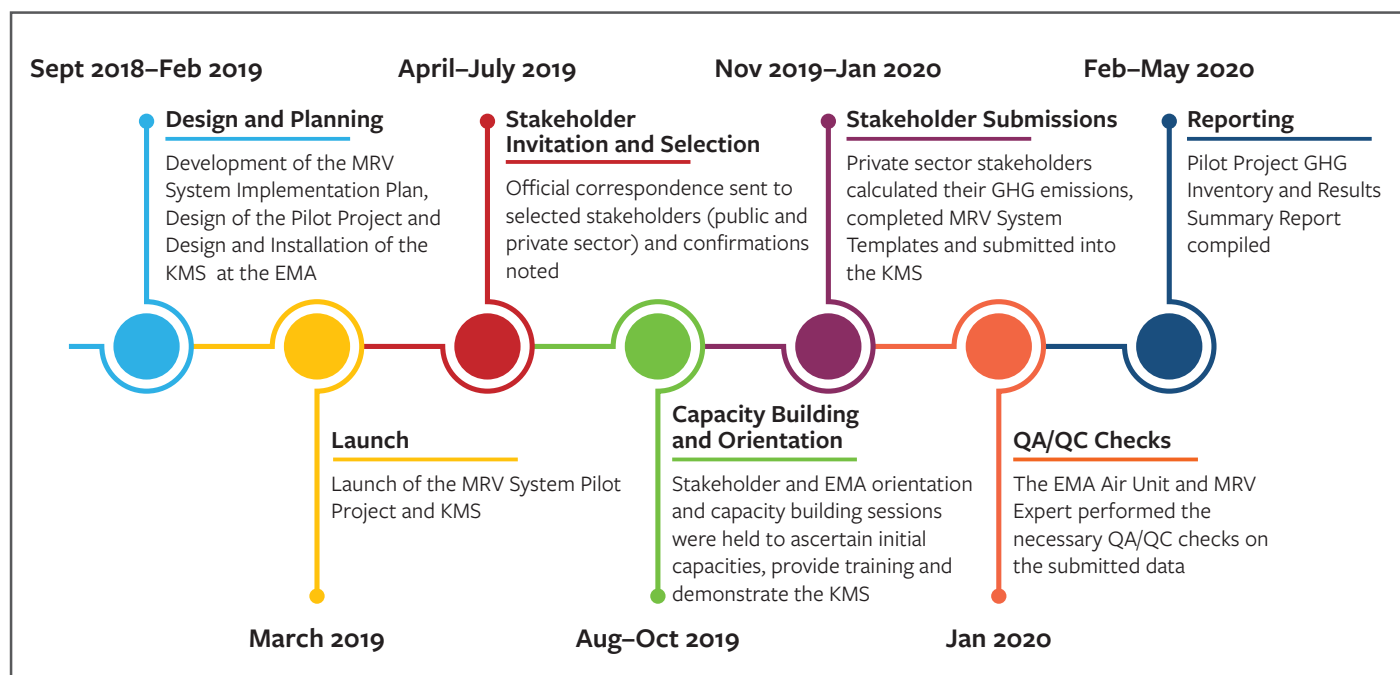 Sept 2018–Feb 2019
Design and Planning
Development of the MRV
System Implementation Plan,
Design of the Pilot Project and
Design and Installation of the
KMS at the EMA
Launch
Launch of the MRV System Pilot
Project and KMS
March 2019
April–July 2019
Stakeholder
Invitation and Selection
Official correspondence sent to
selected stakeholders (public and
private sector) and confirmations
noted
Capacity Building
and Orientation
Stakeholder and EMA orientation
and capacity building sessions
were held to ascertain initial
capacities, provide training and
demonstrate the KMS
Aug–Oct 2019
Nov 2019–Jan 2020
Stakeholder Submissions
Private sector stakeholders
calculated their GHG emissions,
completed MRV System
Templates and submitted into
the KMS
QA/QC Checks
The EMA Air Unit and MRV
Expert performed the
necessary QA/QC checks on
the submitted data
Jan 2020
Feb–May 2020
Reporting
Pilot Project GHG
Inventory and Results
Summary Report
compiled